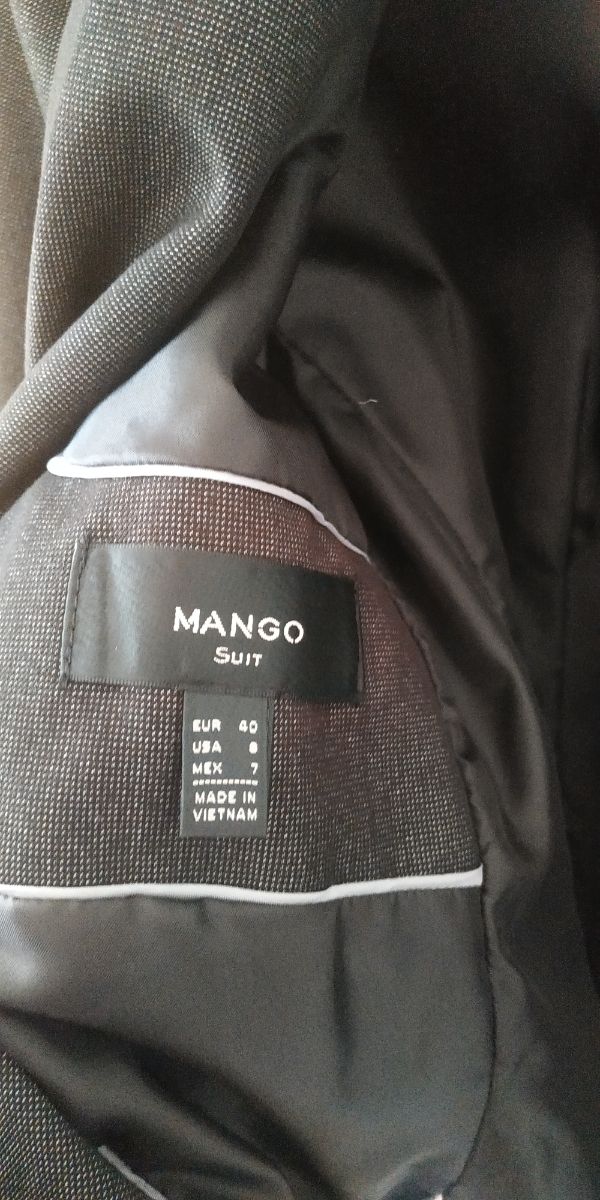 MANGO
SUIT
EUR 40
USA 8
MEX 7
MADE IN
VIETNAM